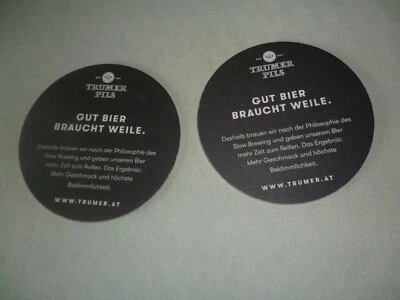 TRUMER
PILS
GUT BIER
BRAUCHT WEILE.
Deshalb brauen wir nach der Philosophie des
Slow Brewing und geben unserem Bier
mehr Zeit zum Reifen. Das Ergebnis:
Mehr Geschmack und höchste
Bekömmlichkeit.
WWW.TRUMER.AT
TRUMER
PILS
GUT BIER
BRAUCHT WEILE.
Deshalb brauen wir nach der Philosophie des
Slow Brewing und geben unserem Bier
mehr Zeit zum Reifen. Das Ergebnis:
Mehr Geschmack und höchste
Bekömmlichkeit.
WWW.TRUMER.AT